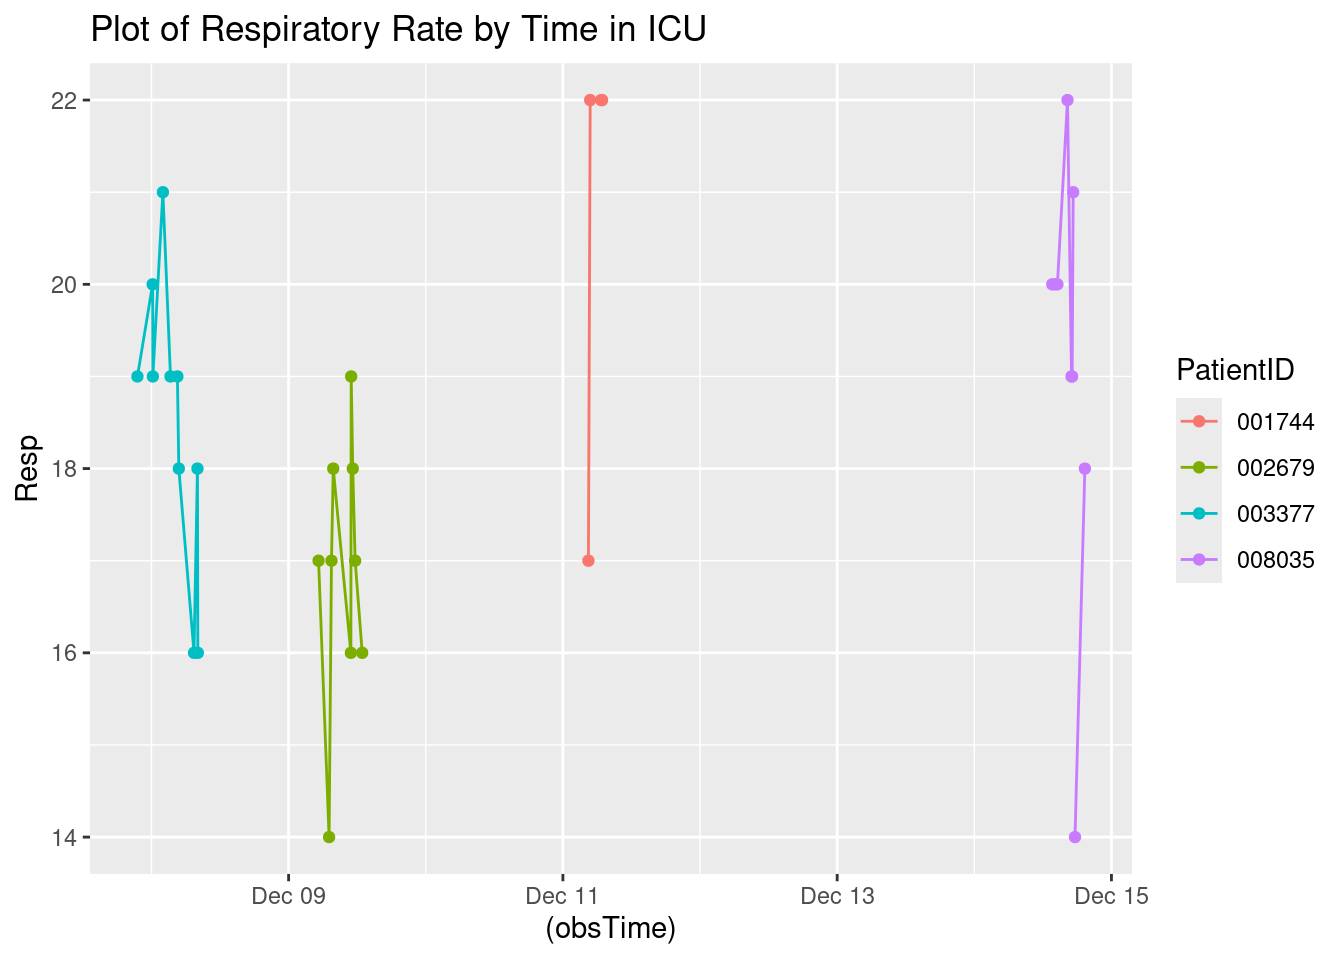 Plot of Respiratory Rate by Time in ICU
22
20
18
16
14
Resp
Dec 09
Dec 11
Dec 13
Dec 15
(obsTime)
PatientID
001744
002679
003377
008035